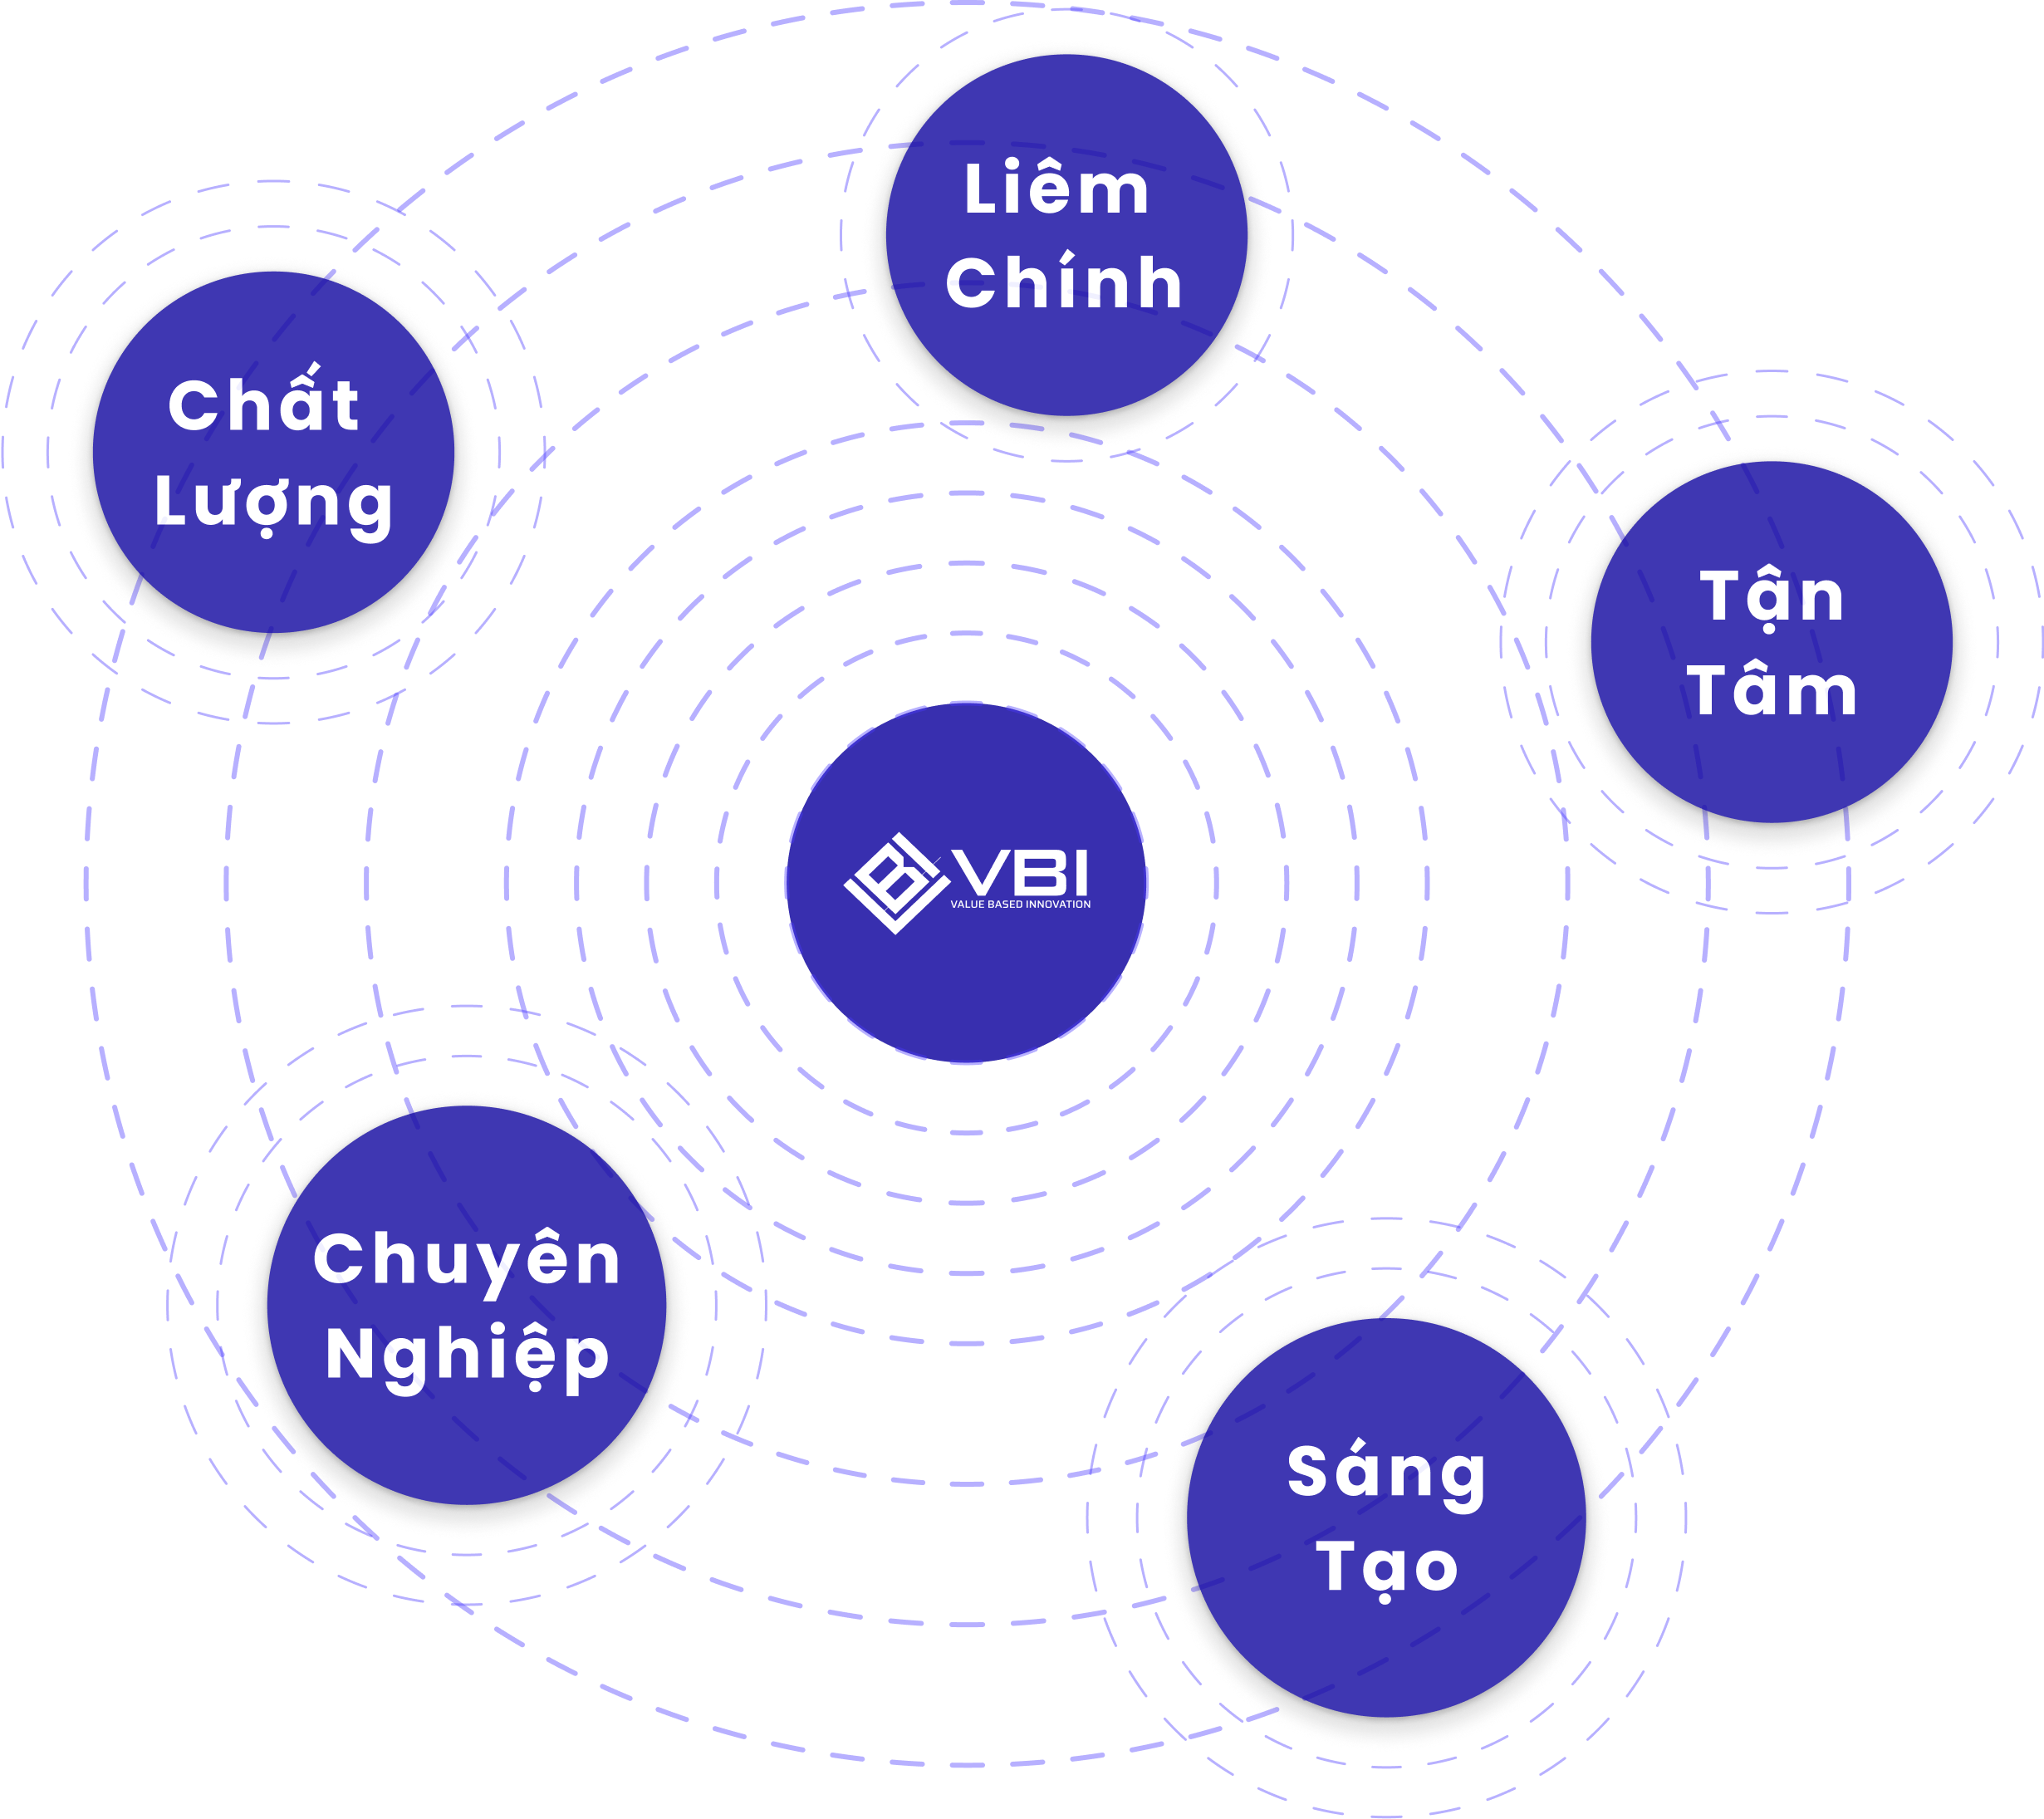 Liêm
Chính
Chất
Lượng
Tận
Tâm
VBI
VALUE BASED INNOVATION
Chuyên
Nghiệp
Sáng
Tạo